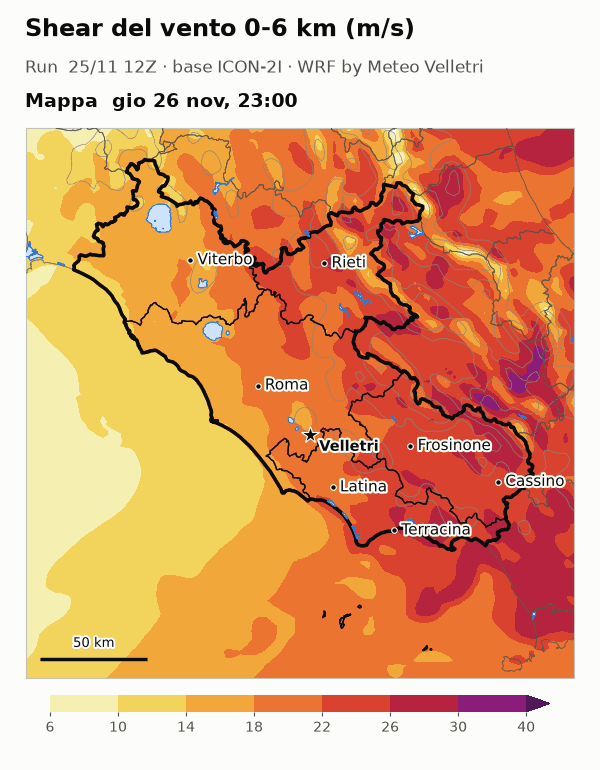 Shear del vento 0-6 km (m/s)
Run  25/11 12Z · base ICON-2I · WRF by Meteo Velletri
Mappa  gio 26 nov, 23:00
Viterbo
Rieti
Roma
Velletri
Frosinone
Latina
Cassino
Terracina
50 km
6 10 14 18 22 26 30 40